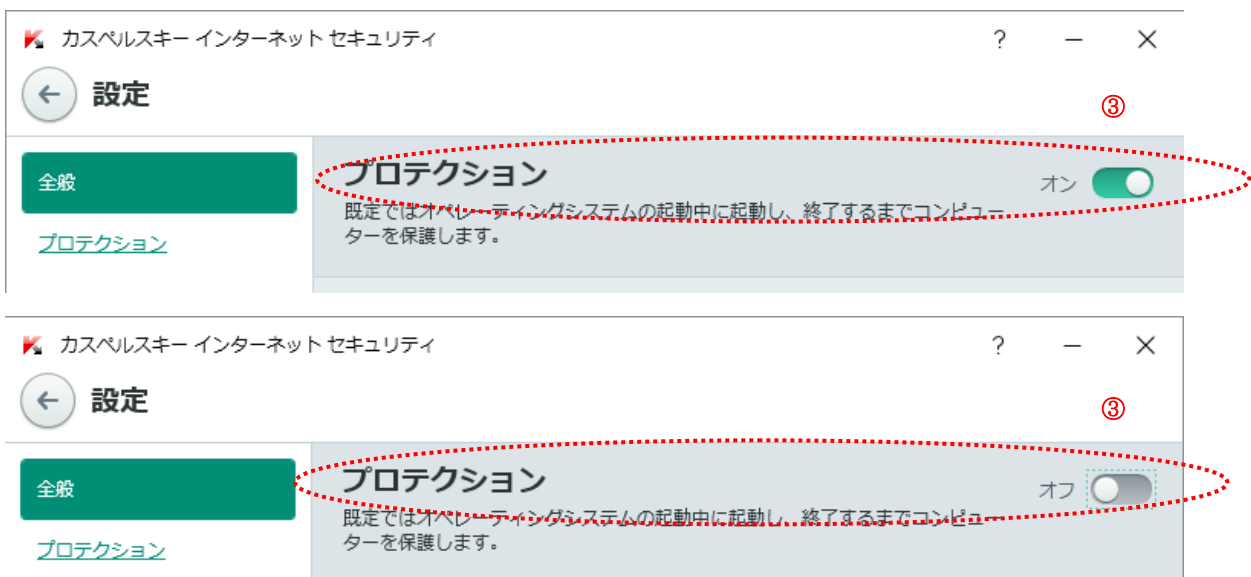 カスペルスキー インターネット セキュリティ ? − ×
← 設定
③
全般
プロテクション オン
既定ではオペレーティングシステムの起動中に起動し、終了するまでコンピュー
ターを保護します。
プロテクション
カスペルスキー インターネット セキュリティ ? − ×
← 設定
③
全般
プロテクション オフ
既定ではオペレーティングシステムの起動中に起動し、終了するまでコンピュー
ターを保護します。
プロテクション